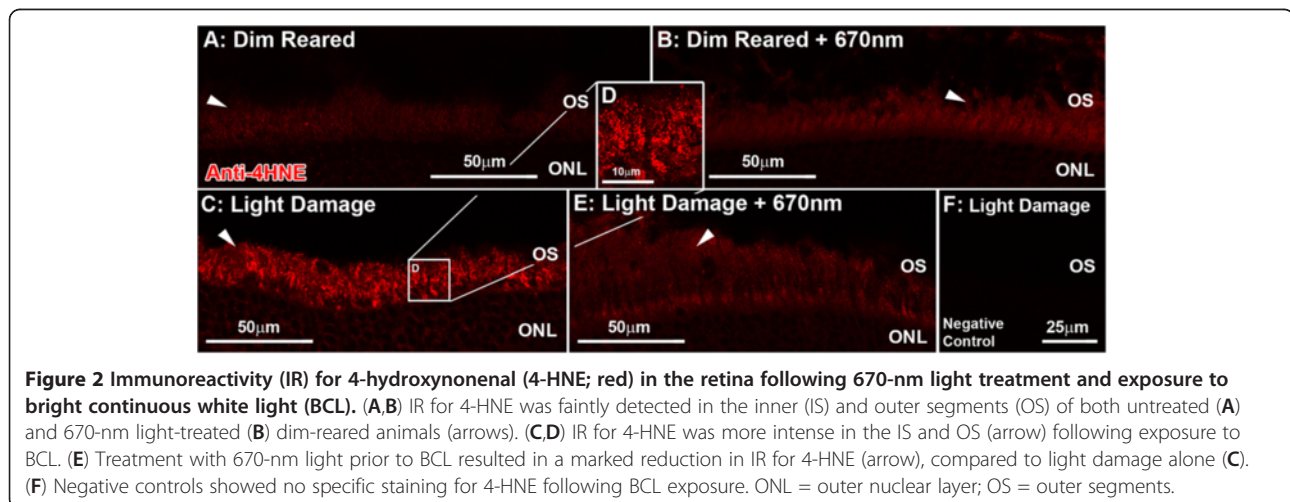 A: Dim Reared
OS
50μm
Anti-4HNE
ONL
B: Dim Reared + 670nm
OS
50μm
ONL
D
10μm
C: Light Damage
OS
D
50μm
ONL
E: Light Damage + 670nm
OS
50μm
ONL
F: Light Damage
OS
Negative
Control
25μm
Figure 2 Immunoreactivity (IR) for 4-hydroxynonenal (4-HNE; red) in the retina following 670-nm light treatment and exposure to
bright continuous white light (BCL). (A,B) IR for 4-HNE was faintly detected in the inner (IS) and outer segments (OS) of both untreated (A)
and 670-nm light-treated (B) dim-reared animals (arrows). (C,D) IR for 4-HNE was more intense in the IS and OS (arrow) following exposure to
BCL. (E) Treatment with 670-nm light prior to BCL resulted in a marked reduction in IR for 4-HNE (arrow), compared to light damage alone (C).
(F) Negative controls showed no specific staining for 4-HNE following BCL exposure. ONL = outer nuclear layer; OS = outer segments.